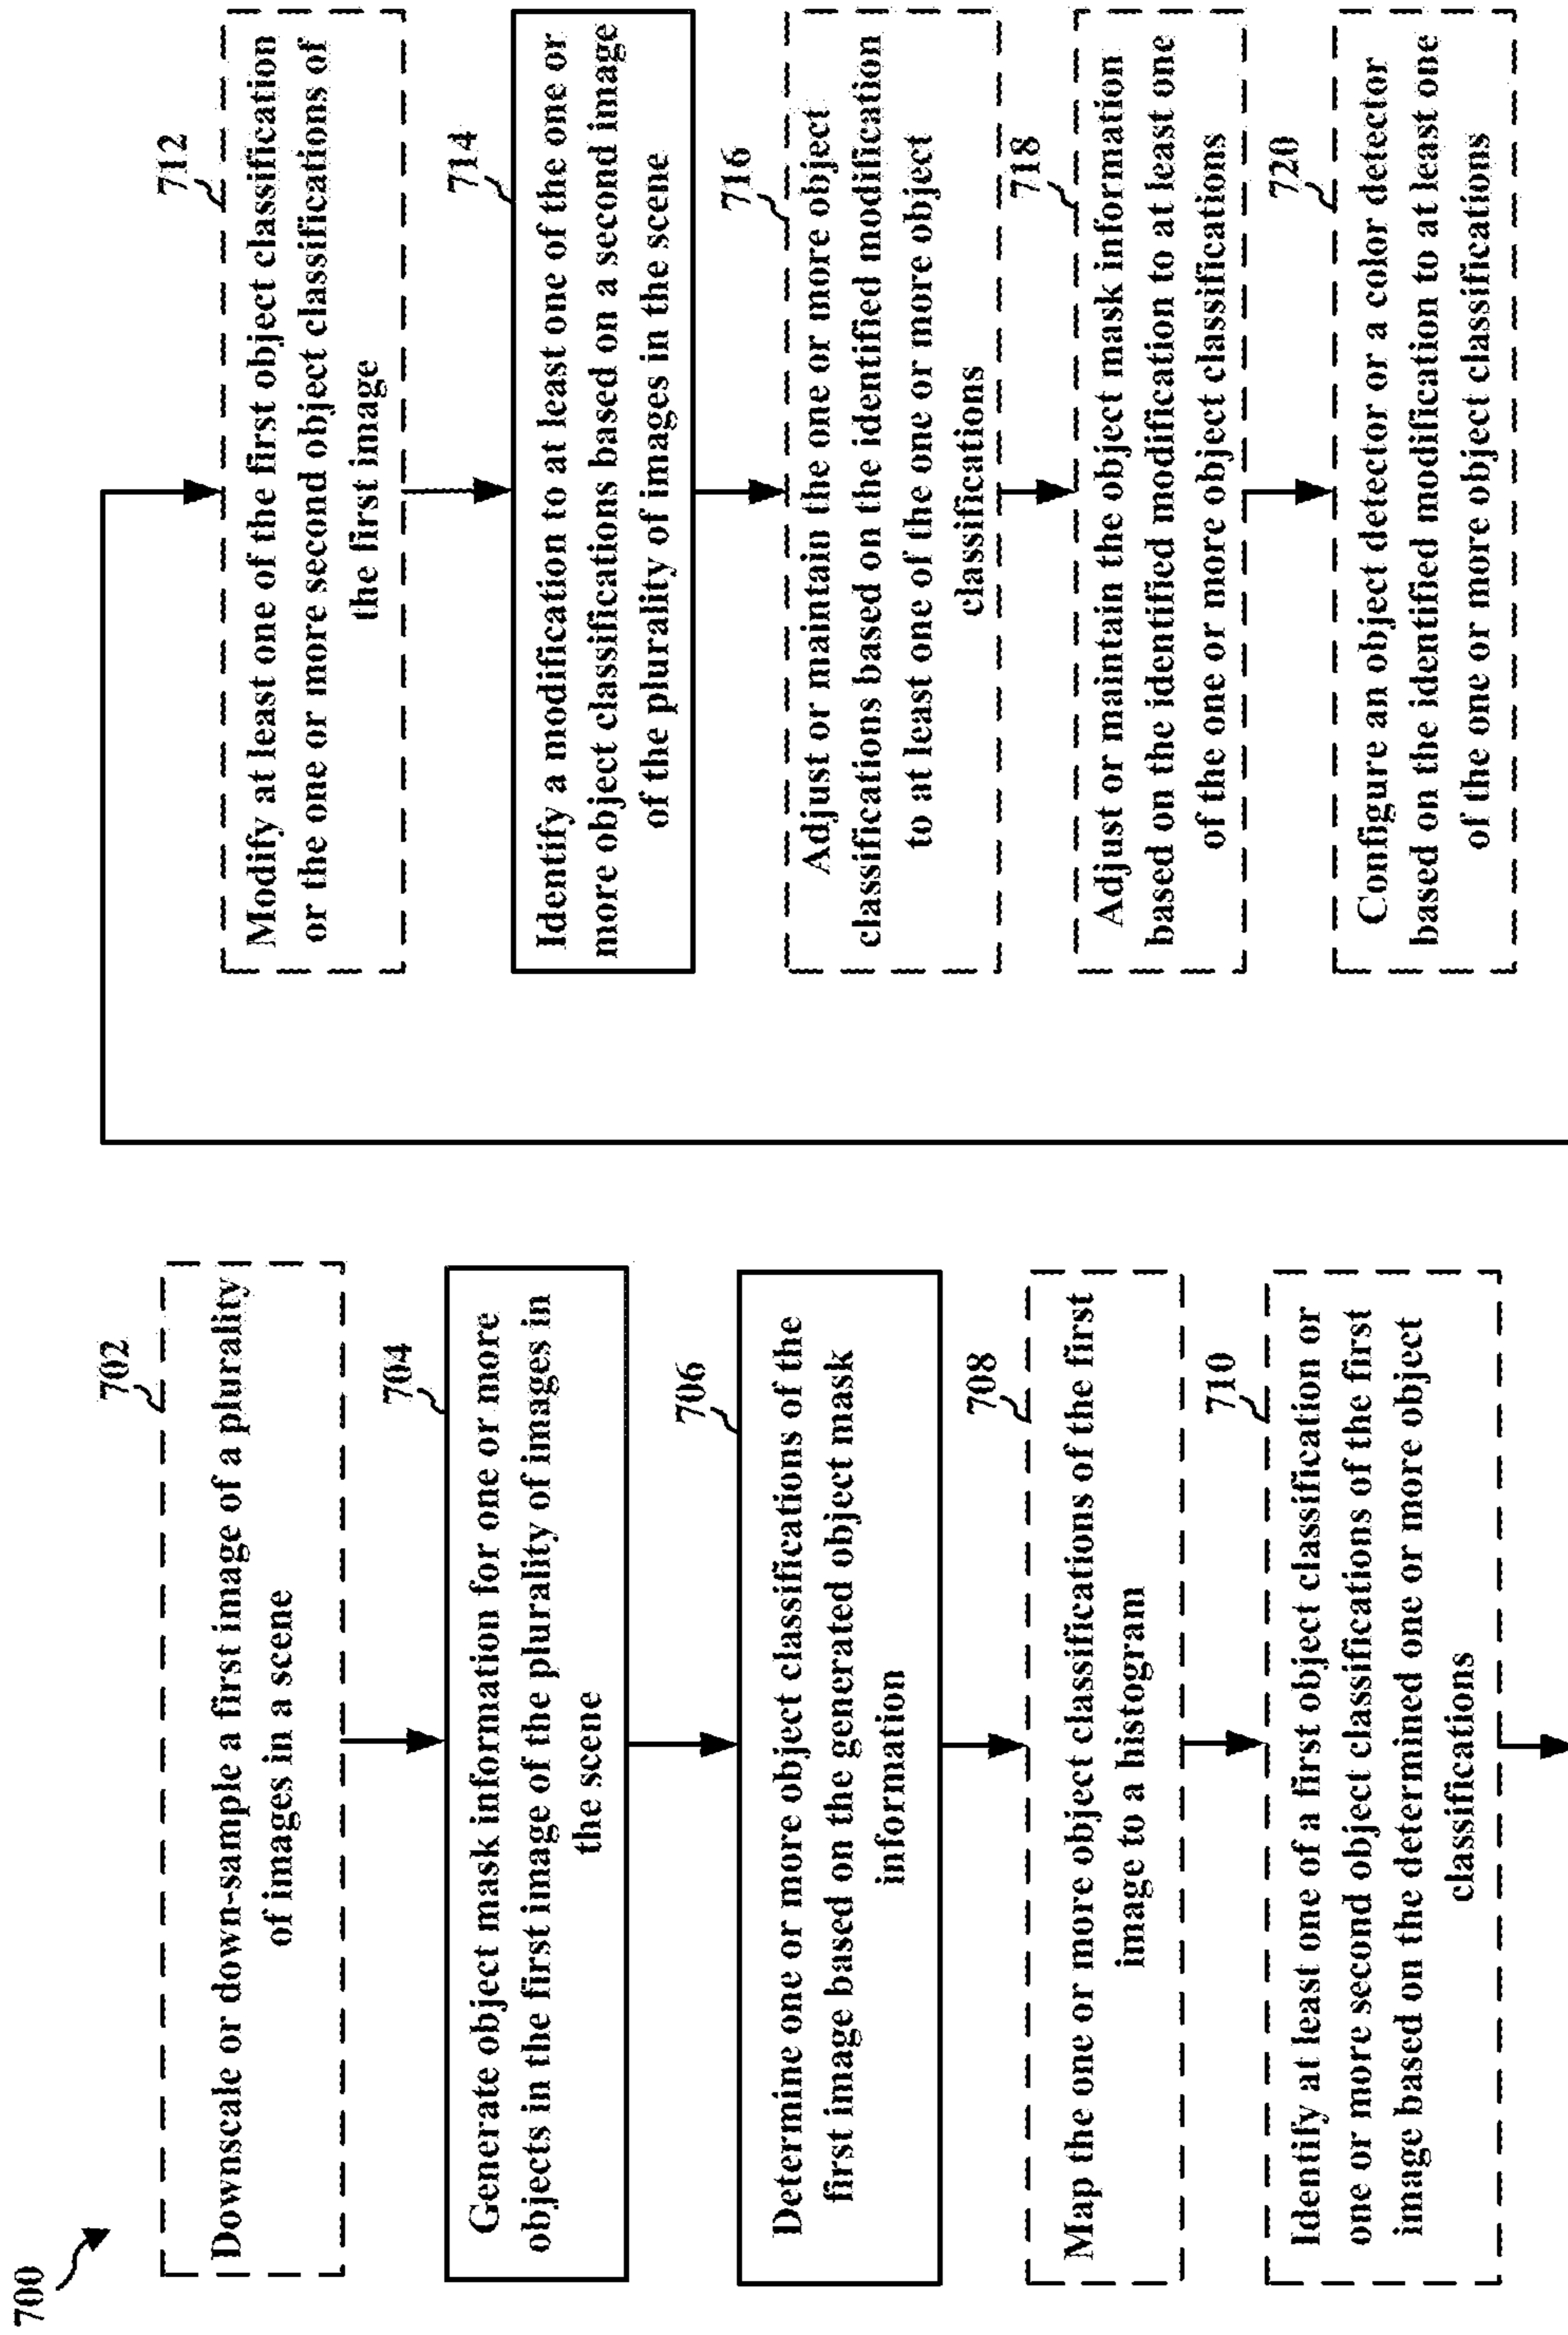 700
702
Downscale or down-sample a first image of a plurality
of images in a scene
704
Generate object mask information for one or more
objects in the first image of the plurality of images in
the scene
706
Determine one or more object classifications of the
first image based on the generated object mask
information
708
Map the one or more object classifications of the first
image to a histogram
710
Identify at least one of a first object classification or
one or more second object classifications of the first
image based on the determined one or more object
classifications
712
Modify at least one of the first object classification
or the one or more second object classifications of
the first image
714
Identify a modification to at least one of the one or
more object classifications based on a second image
of the plurality of images in the scene
716
Adjust or maintain the one or more object
classifications based on the identified modification
to at least one of the one or more object
classifications
718
Adjust or maintain the object mask information
based on the identified modification to at least one
of the one or more object classifications
720
Configure an object detector or a color detector
based on the identified modification to at least one
of the one or more object classifications